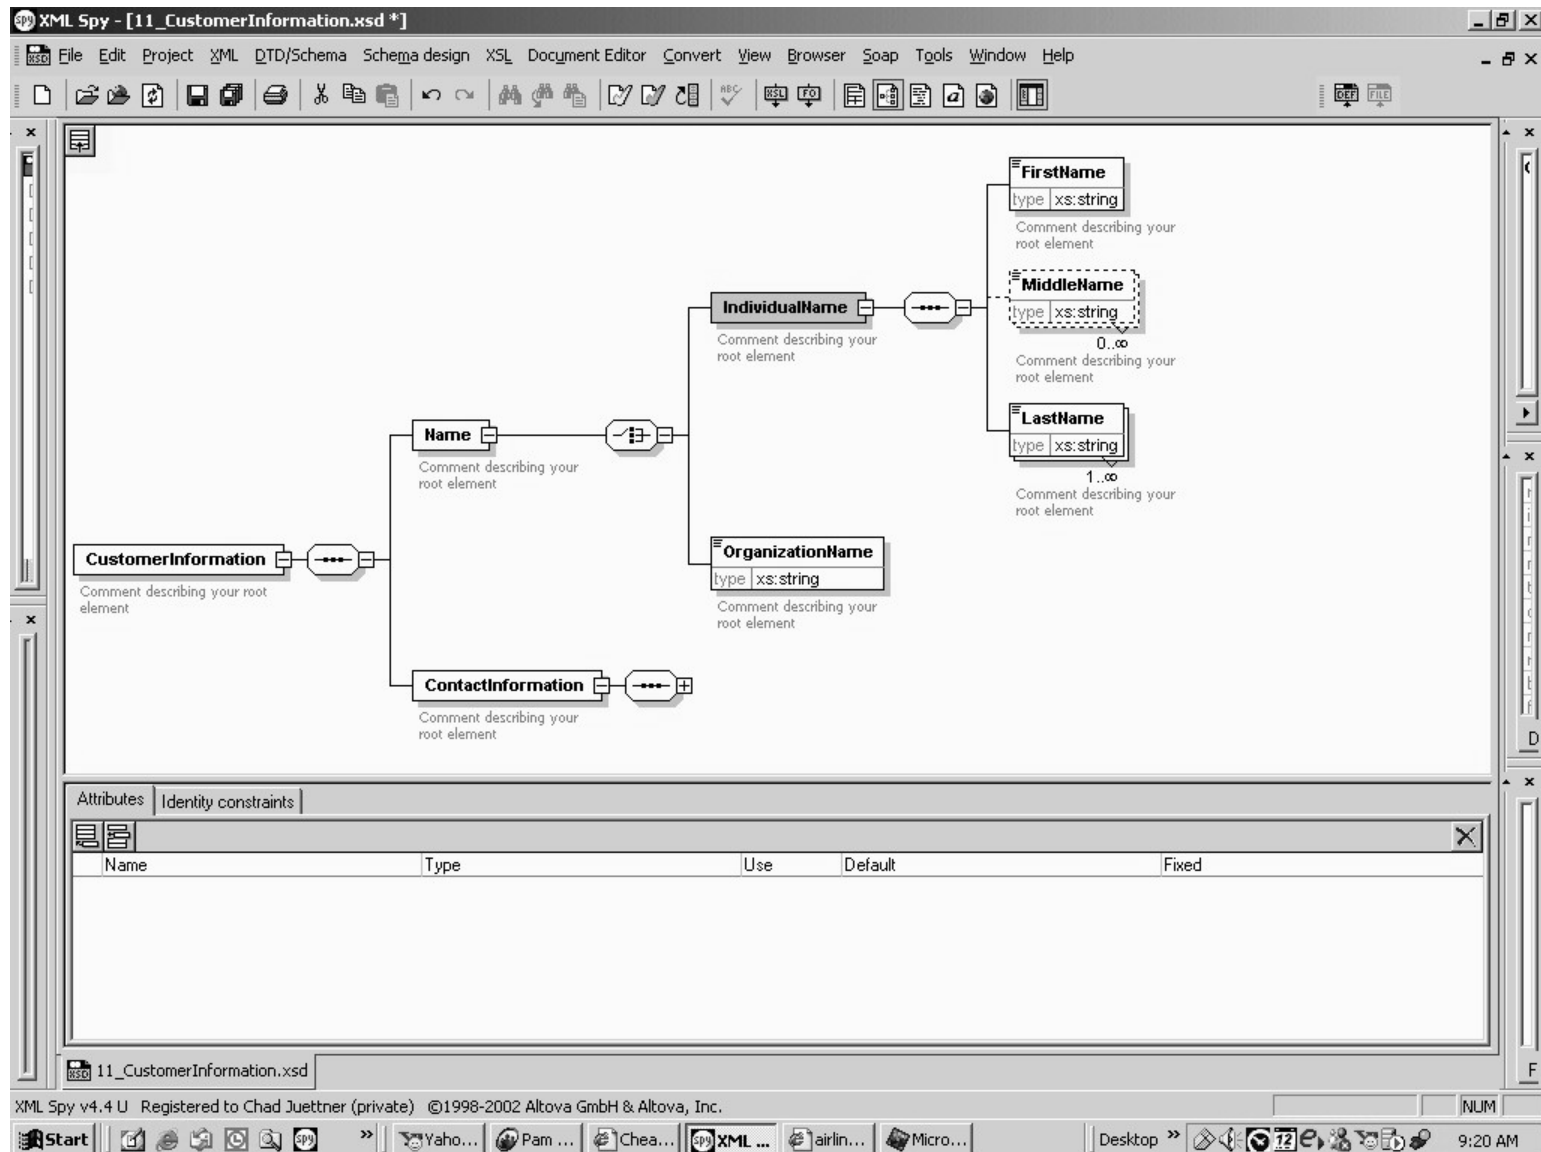 XML Spy - [11_CustomerInformation.xsd *]
File Edit Project XML DTD/Schema Schema design XSL Document Editor Convert View Browser Soap Tools Window Help
FirstName
type xs:string
Comment describing your
root element
MiddleName
type xs:string
0..∞
Comment describing your
root element
IndividualName
Comment describing your
root element
LastName
type xs:string
1..∞
Comment describing your
root element
Name
Comment describing your
root element
OrganizationName
type xs:string
Comment describing your
root element
CustomerInformation
Comment describing your root
element
ContactInformation
Comment describing your
root element
Attributes Identity constraints
Name Type Use Default Fixed
11_CustomerInformation.xsd
XML Spy v4.4 U Registered to Chad Juettner (private) ©1998-2002 Altova GmbH & Altova, Inc. NUM
Start Yaho... Pam ... Chea... XML ... airlin... Micro... Desktop » 12 9:20 AM